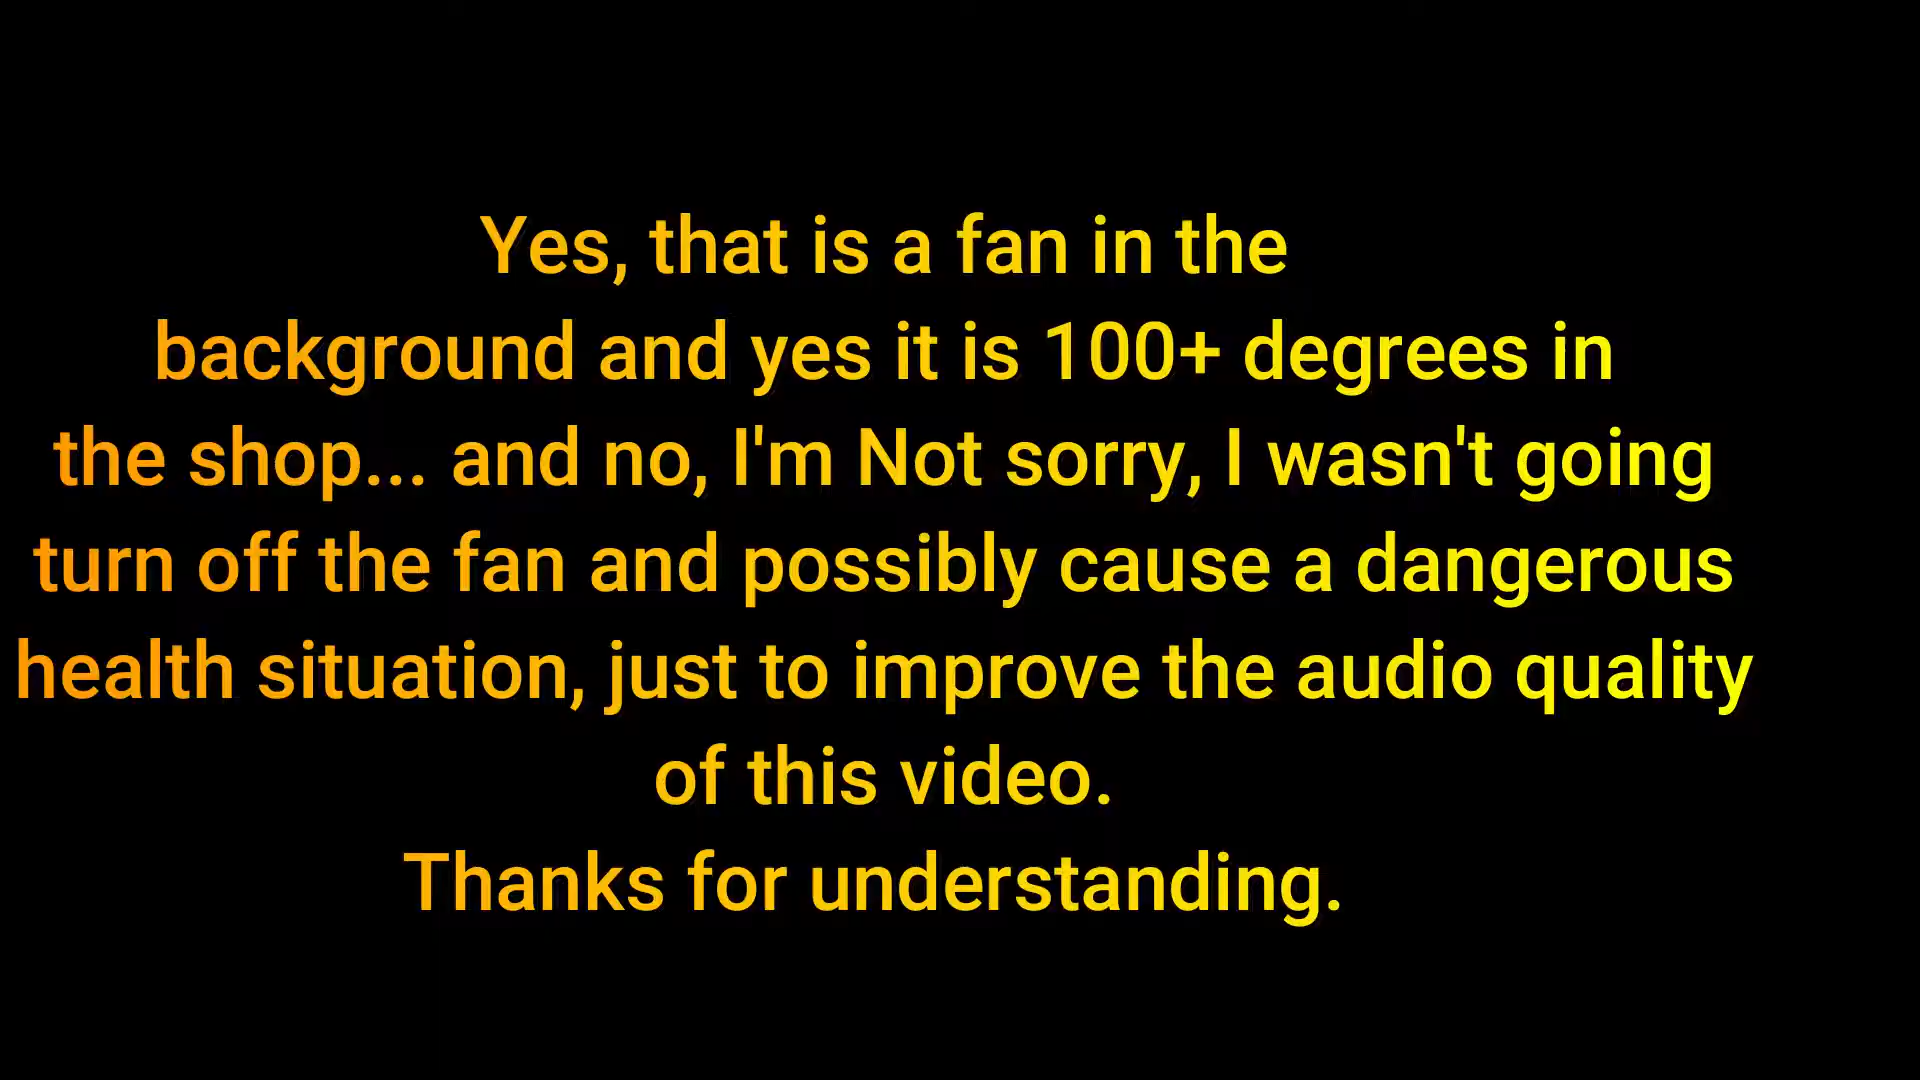 Yes, that is a fan in the
background and yes it is 100+ degrees in
the shop... and no, I'm Not sorry, I wasn't going
turn off the fan and possibly cause a dangerous
health situation, just to improve the audio quality
of this video.
Thanks for understanding.